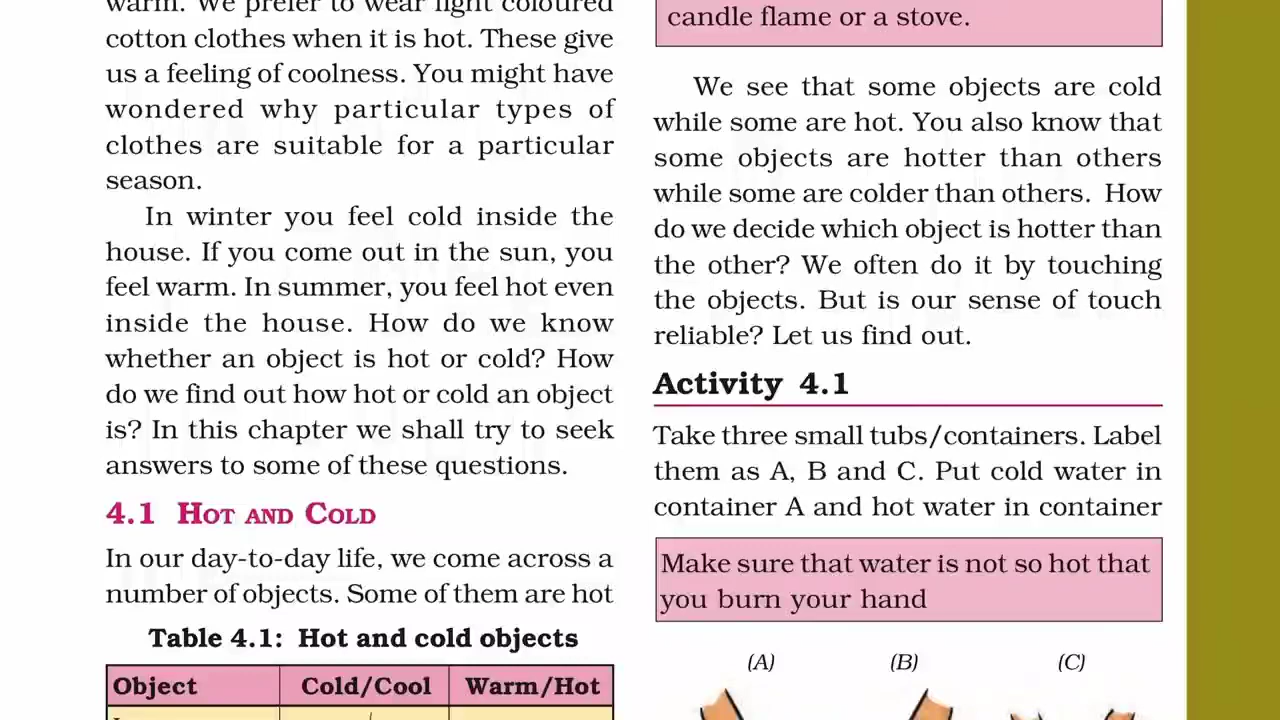 warm. We prefer to wear light coloured
cotton clothes when it is hot. These give
us a feeling of coolness. You might have
wondered why particular types of
clothes are suitable for a particular
season.
In winter you feel cold inside the
house. If you come out in the sun, you
feel warm. In summer, you feel hot even
inside the house. How do we know
whether an object is hot or cold? How
do we find out how hot or cold an object
is? In this chapter we shall try to seek
answers to some of these questions.
4.1 Hot and Cold
In our day-to-day life, we come across a
number of objects. Some of them are hot
Table 4.1: Hot and cold objects
Object Cold/Cool Warm/Hot
candle flame or a stove.
We see that some objects are cold
while some are hot. You also know that
some objects are hotter than others
while some are colder than others. How
do we decide which object is hotter than
the other? We often do it by touching
the objects. But is our sense of touch
reliable? Let us find out.
Activity 4.1
Take three small tubs/containers. Label
them as A, B and C. Put cold water in
container A and hot water in container
Make sure that water is not so hot that
you burn your hand
(A) (B) (C)